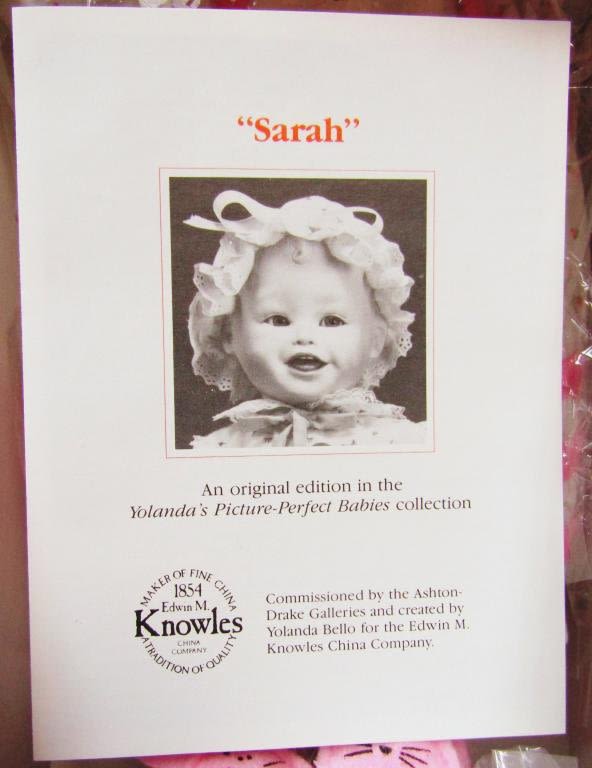 “Sarah”
An original edition in the
Yolanda's Picture-Perfect Babies collection
MAKER OF FINE CHINA
1854
Edwin M.
Knowles
CHINA
COMPANY
A TRADITION OF QUALITY
Commissioned by the Ashton-
Drake Galleries and created by
Yolanda Bello for the Edwin M.
Knowles China Company.